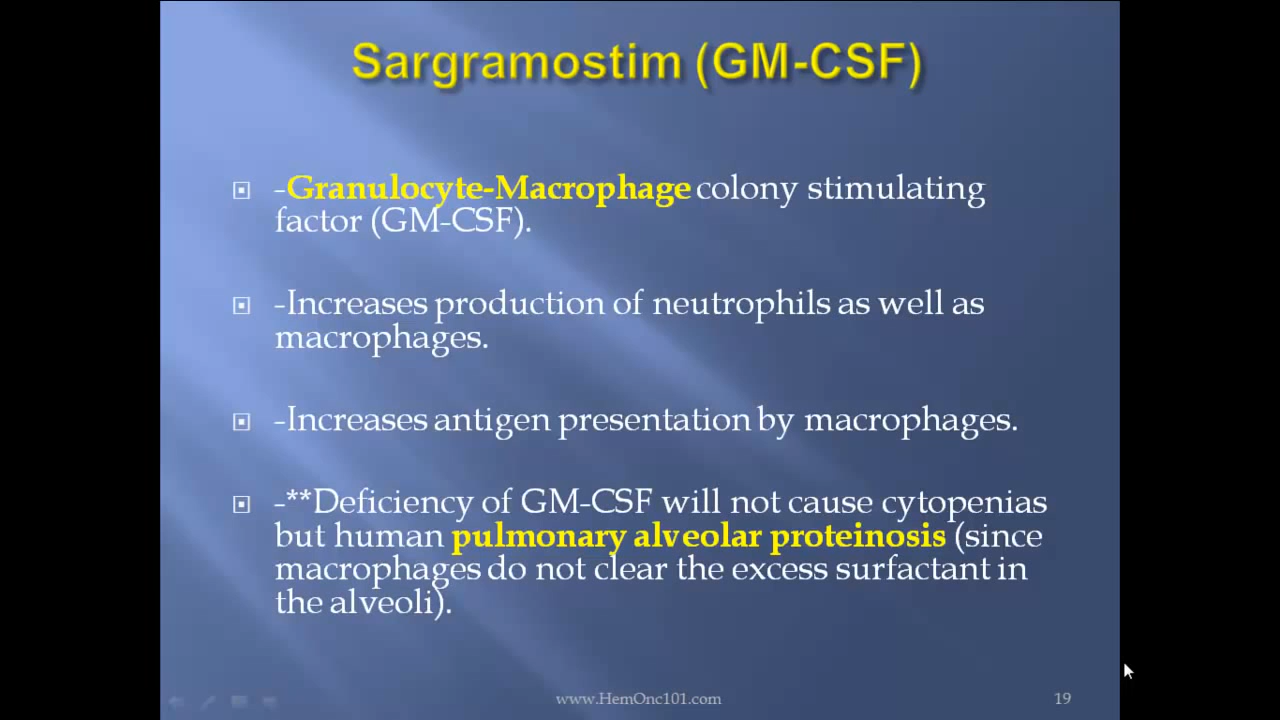 Sargramostim (GM-CSF)
-Granulocyte-Macrophage colony stimulating
factor (GM-CSF).
-Increases production of neutrophils as well as
macrophages.
-Increases antigen presentation by macrophages.
-**Deficiency of GM-CSF will not cause cytopenias
but human pulmonary alveolar proteinosis (since
macrophages do not clear the excess surfactant in
the alveoli).
www.HemOnc101.com
19